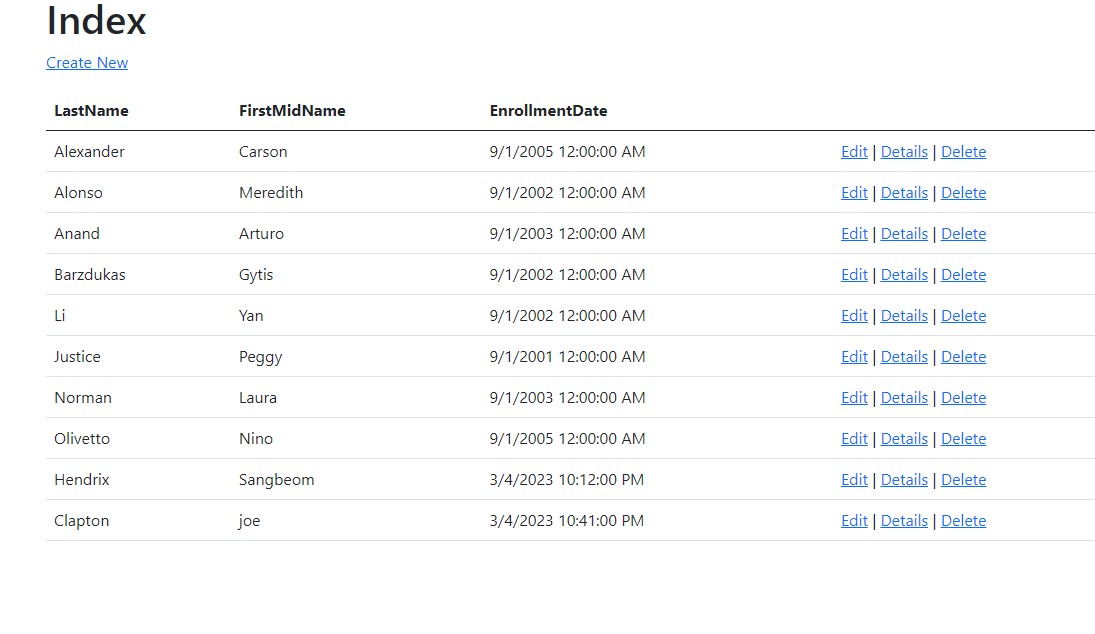 Index
Create New
LastName FirstMidName EnrollmentDate
Alexander Carson 9/1/2005 12:00:00 AM Edit | Details | Delete
Alonso Meredith 9/1/2002 12:00:00 AM Edit | Details | Delete
Anand Arturo 9/1/2003 12:00:00 AM Edit | Details | Delete
Barzdukas Gytis 9/1/2002 12:00:00 AM Edit | Details | Delete
Li Yan 9/1/2002 12:00:00 AM Edit | Details | Delete
Justice Peggy 9/1/2001 12:00:00 AM Edit | Details | Delete
Norman Laura 9/1/2003 12:00:00 AM Edit | Details | Delete
Olivetto Nino 9/1/2005 12:00:00 AM Edit | Details | Delete
Hendrix Sangbeom 3/4/2023 10:12:00 PM Edit | Details | Delete
Clapton joe 3/4/2023 10:41:00 PM Edit | Details | Delete